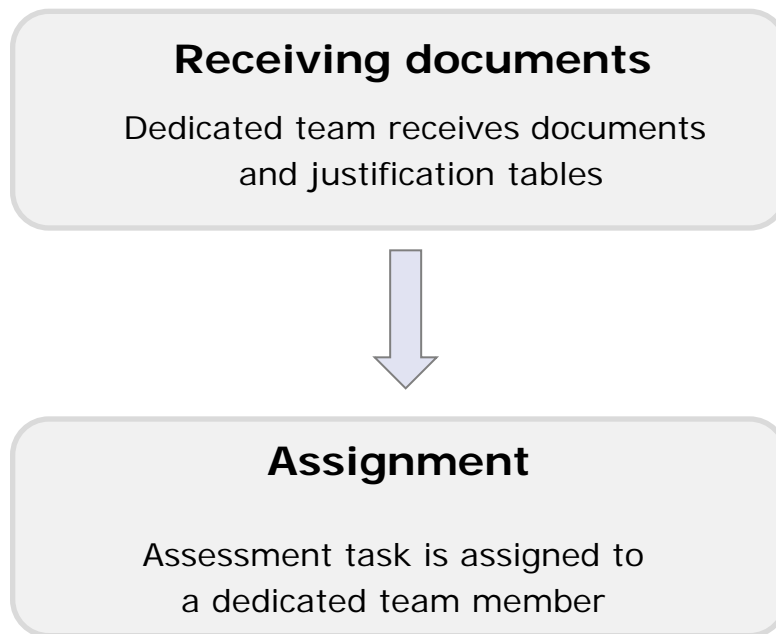 Receiving documents
Dedicated team receives documents
and justification tables
Assignment
Assessment task is assigned to
a dedicated team member